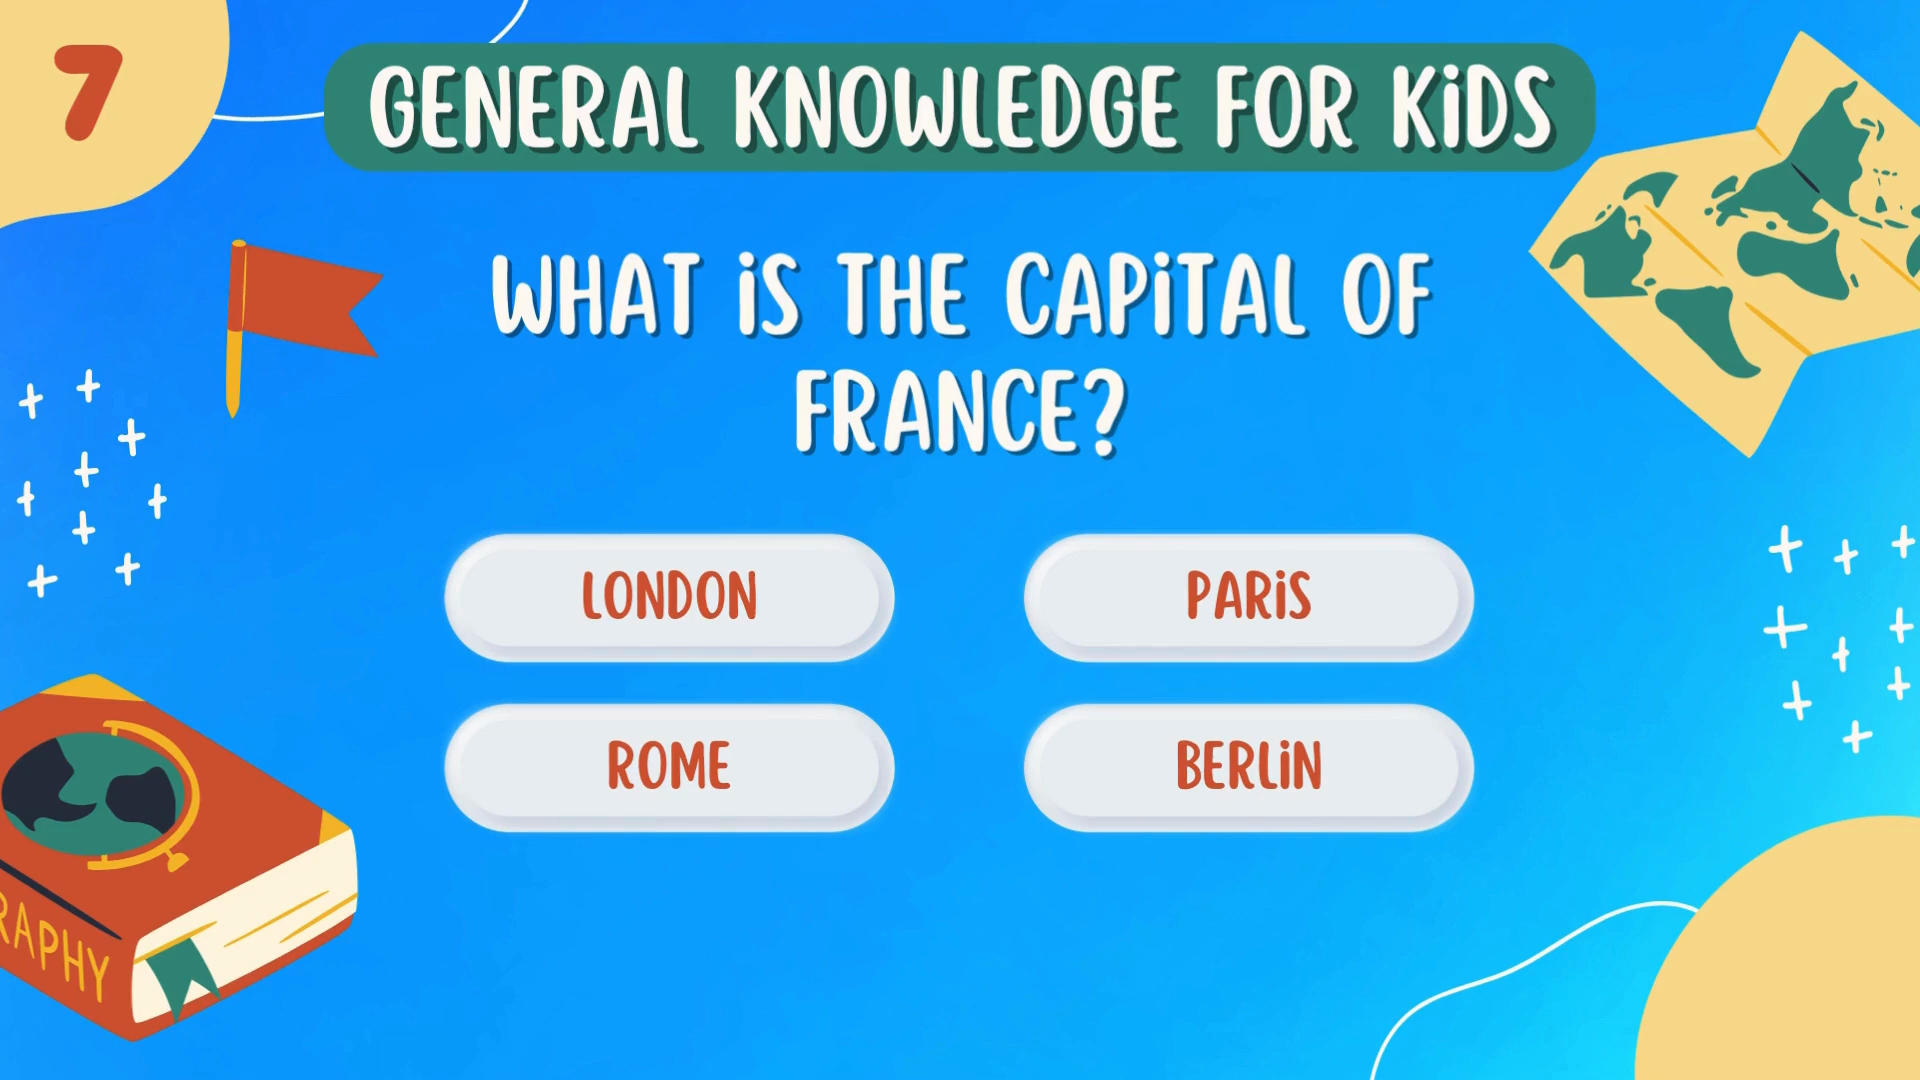 7
GENERAL KNOWLEDGE FOR KiDS
WHAT iS THE CAPiTAL OF
FRANCE?
LONDON
PARiS
ROME
BERLiN
RAPHY